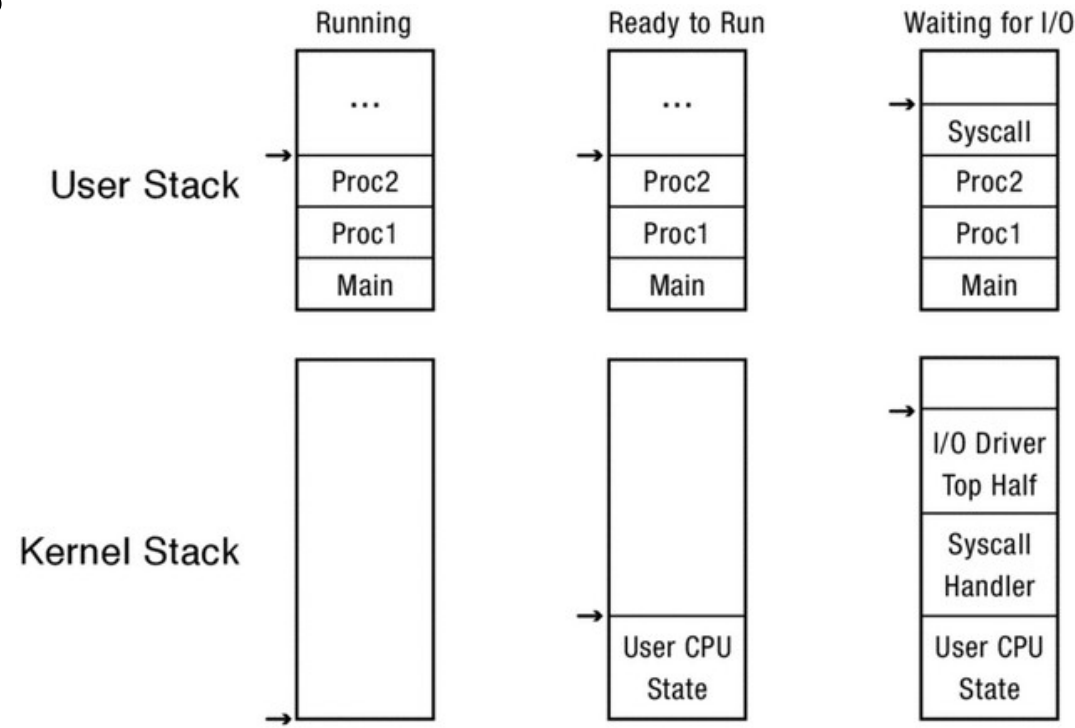 Running
Ready to Run
Waiting for I/O
User Stack
...
Proc2
Proc1
Main
...
Proc2
Proc1
Main
Syscall
Proc2
Proc1
Main
Kernel Stack
User CPU
State
I/O Driver
Top Half
Syscall
Handler
User CPU
State